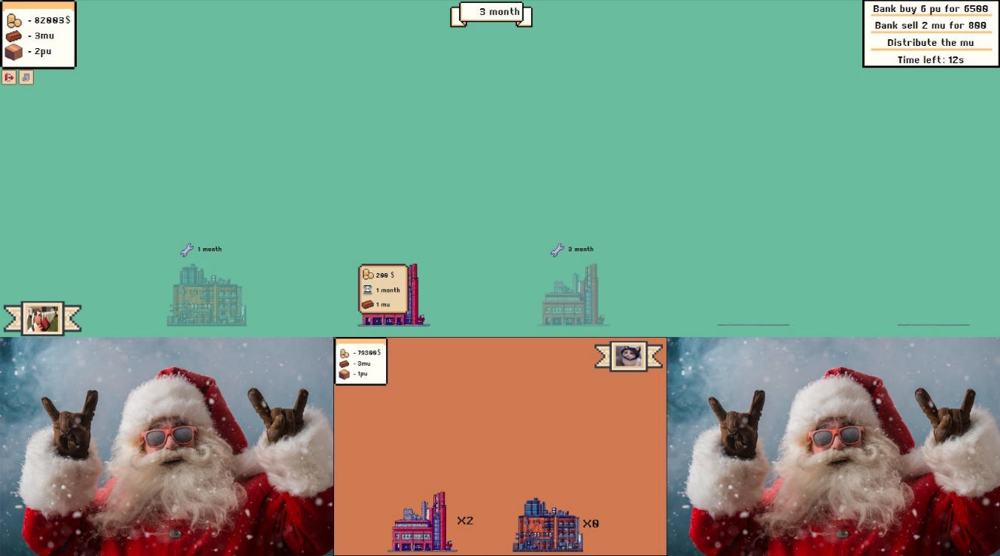 - 82003$
- 3mu
- 2pu
3 month
Bank buy 6 pu for 6500
Bank sell 2 mu for 800
Distribute the mu
Time left: 12s
1 month
200 $
1 month
1 mu
3 month
- 79300$
- 3mu
- 1pu
X2
X0